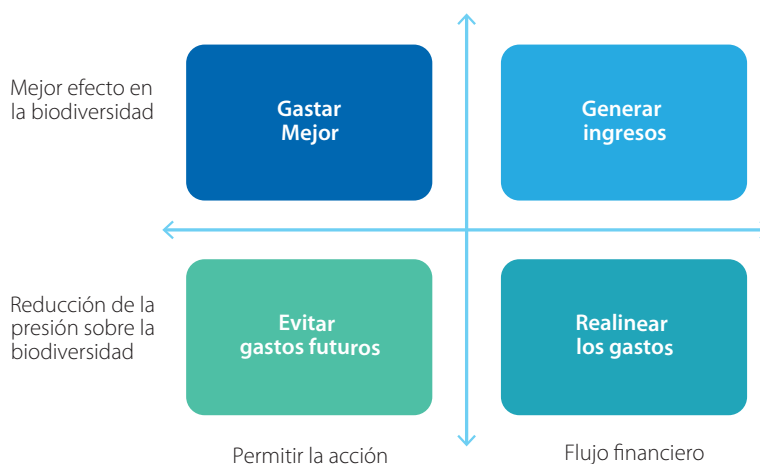 Mejor efecto en
la biodiversidad
Gastar
Mejor
Generar
ingresos
Reducción de la
presión sobre la
biodiversidad
Evitar
gastos futuros
Realinear
los gastos
Permitir la acción
Flujo financiero